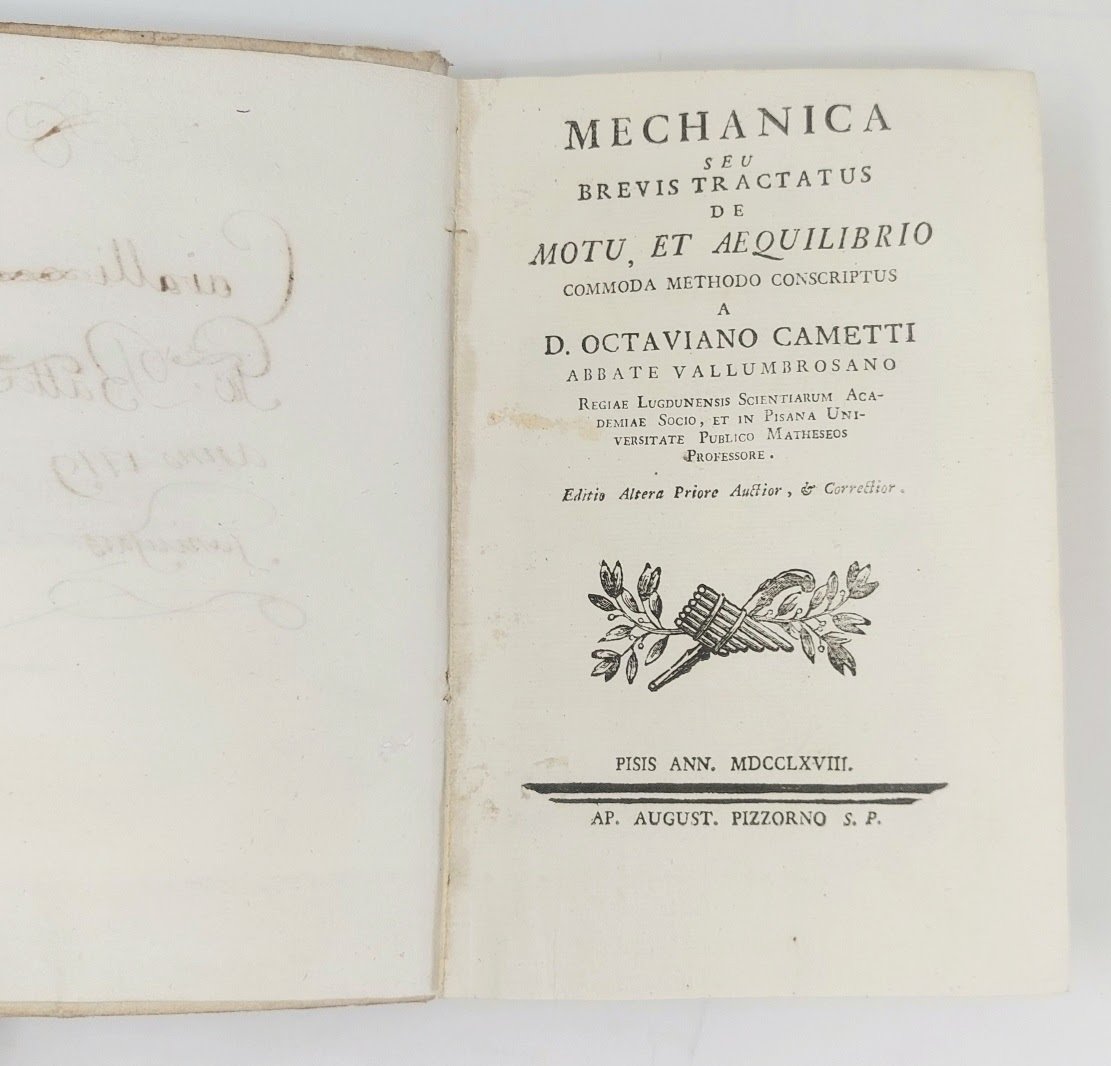 MECHANICA
SEU
BREVIS TRACTATUS
DE
MOTU, ET AEQUILIBRIO
COMMODA METHODO CONSCRIPTUS
A
D. OCTAVIANO CAMETTI
ABBATE VALLUMBROSANO
REGIAE LUGDUNENSIS SCIENTIARUM ACA-
DEMIAE SOCIO, ET IN PISANA UNI-
VERSITATE PUBLICO MATHESEOS
PROFESSORE.
Editio Altera Priore Auctior, & Correctior.
PISIS ANN. MDCCLXVIII.
AP. AUGUST. PIZZORNO S. P.